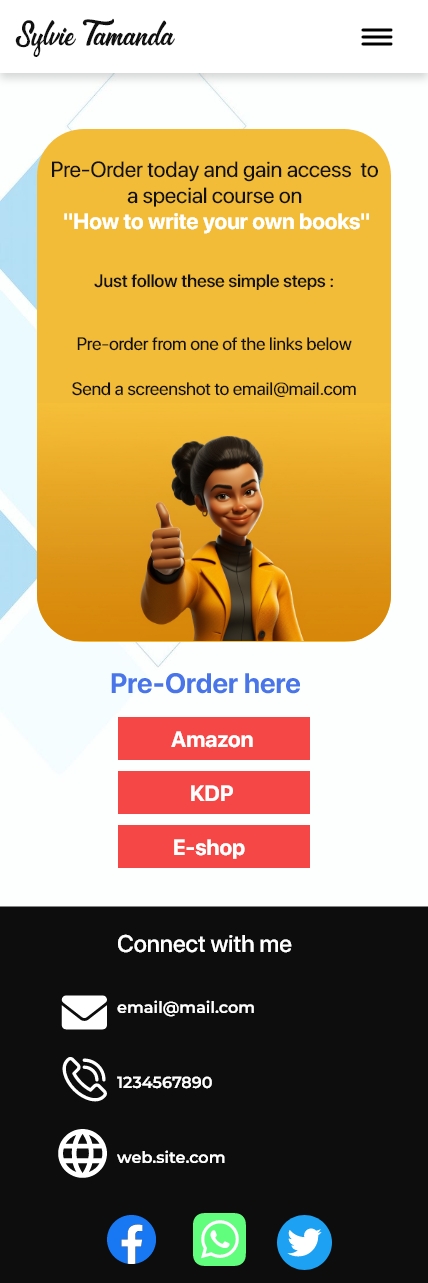 Sylvie Tamanda
Pre-Order today and gain access to
a special course on
"How to write your own books"
Just follow these simple steps :
Pre-order from one of the links below
Send a screenshot to email@mail.com
Pre-Order here
Amazon
KDP
E-shop
Connect with me
email@mail.com
1234567890
web.site.com